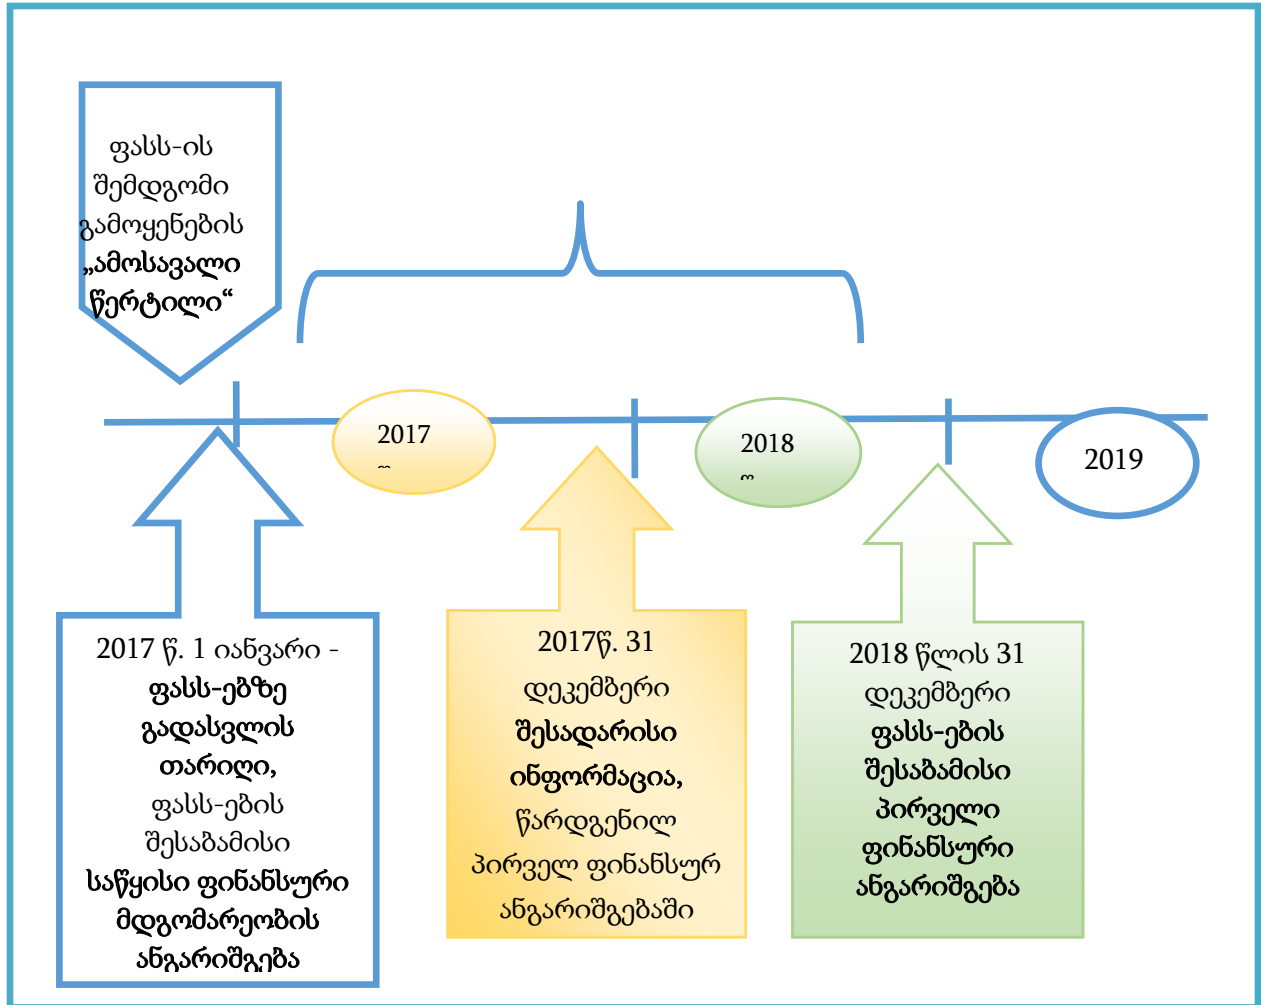 ფასს-ის
შემდგომი
გამოყენების
„ამოსავალი
წერტილი“
2017
2018
2019
2017 წ. 1 იანვარი -
ფასს-ებზე
გადასვლის
თარიღი,
ფასს-ების
შესაბამისი
საწყისი ფინანსური
მდგომარეობის
ანგარიშგება
2017წ. 31
დეკემბერი
შესადარისი
ინფორმაცია,
წარდგენილ
პირველ ფინანსურ
ანგარიშგებაში
2018 წლის 31
დეკემბერი
ფასს-ების
შესაბამისი
პირველი
ფინანსური
ანგარიშგება